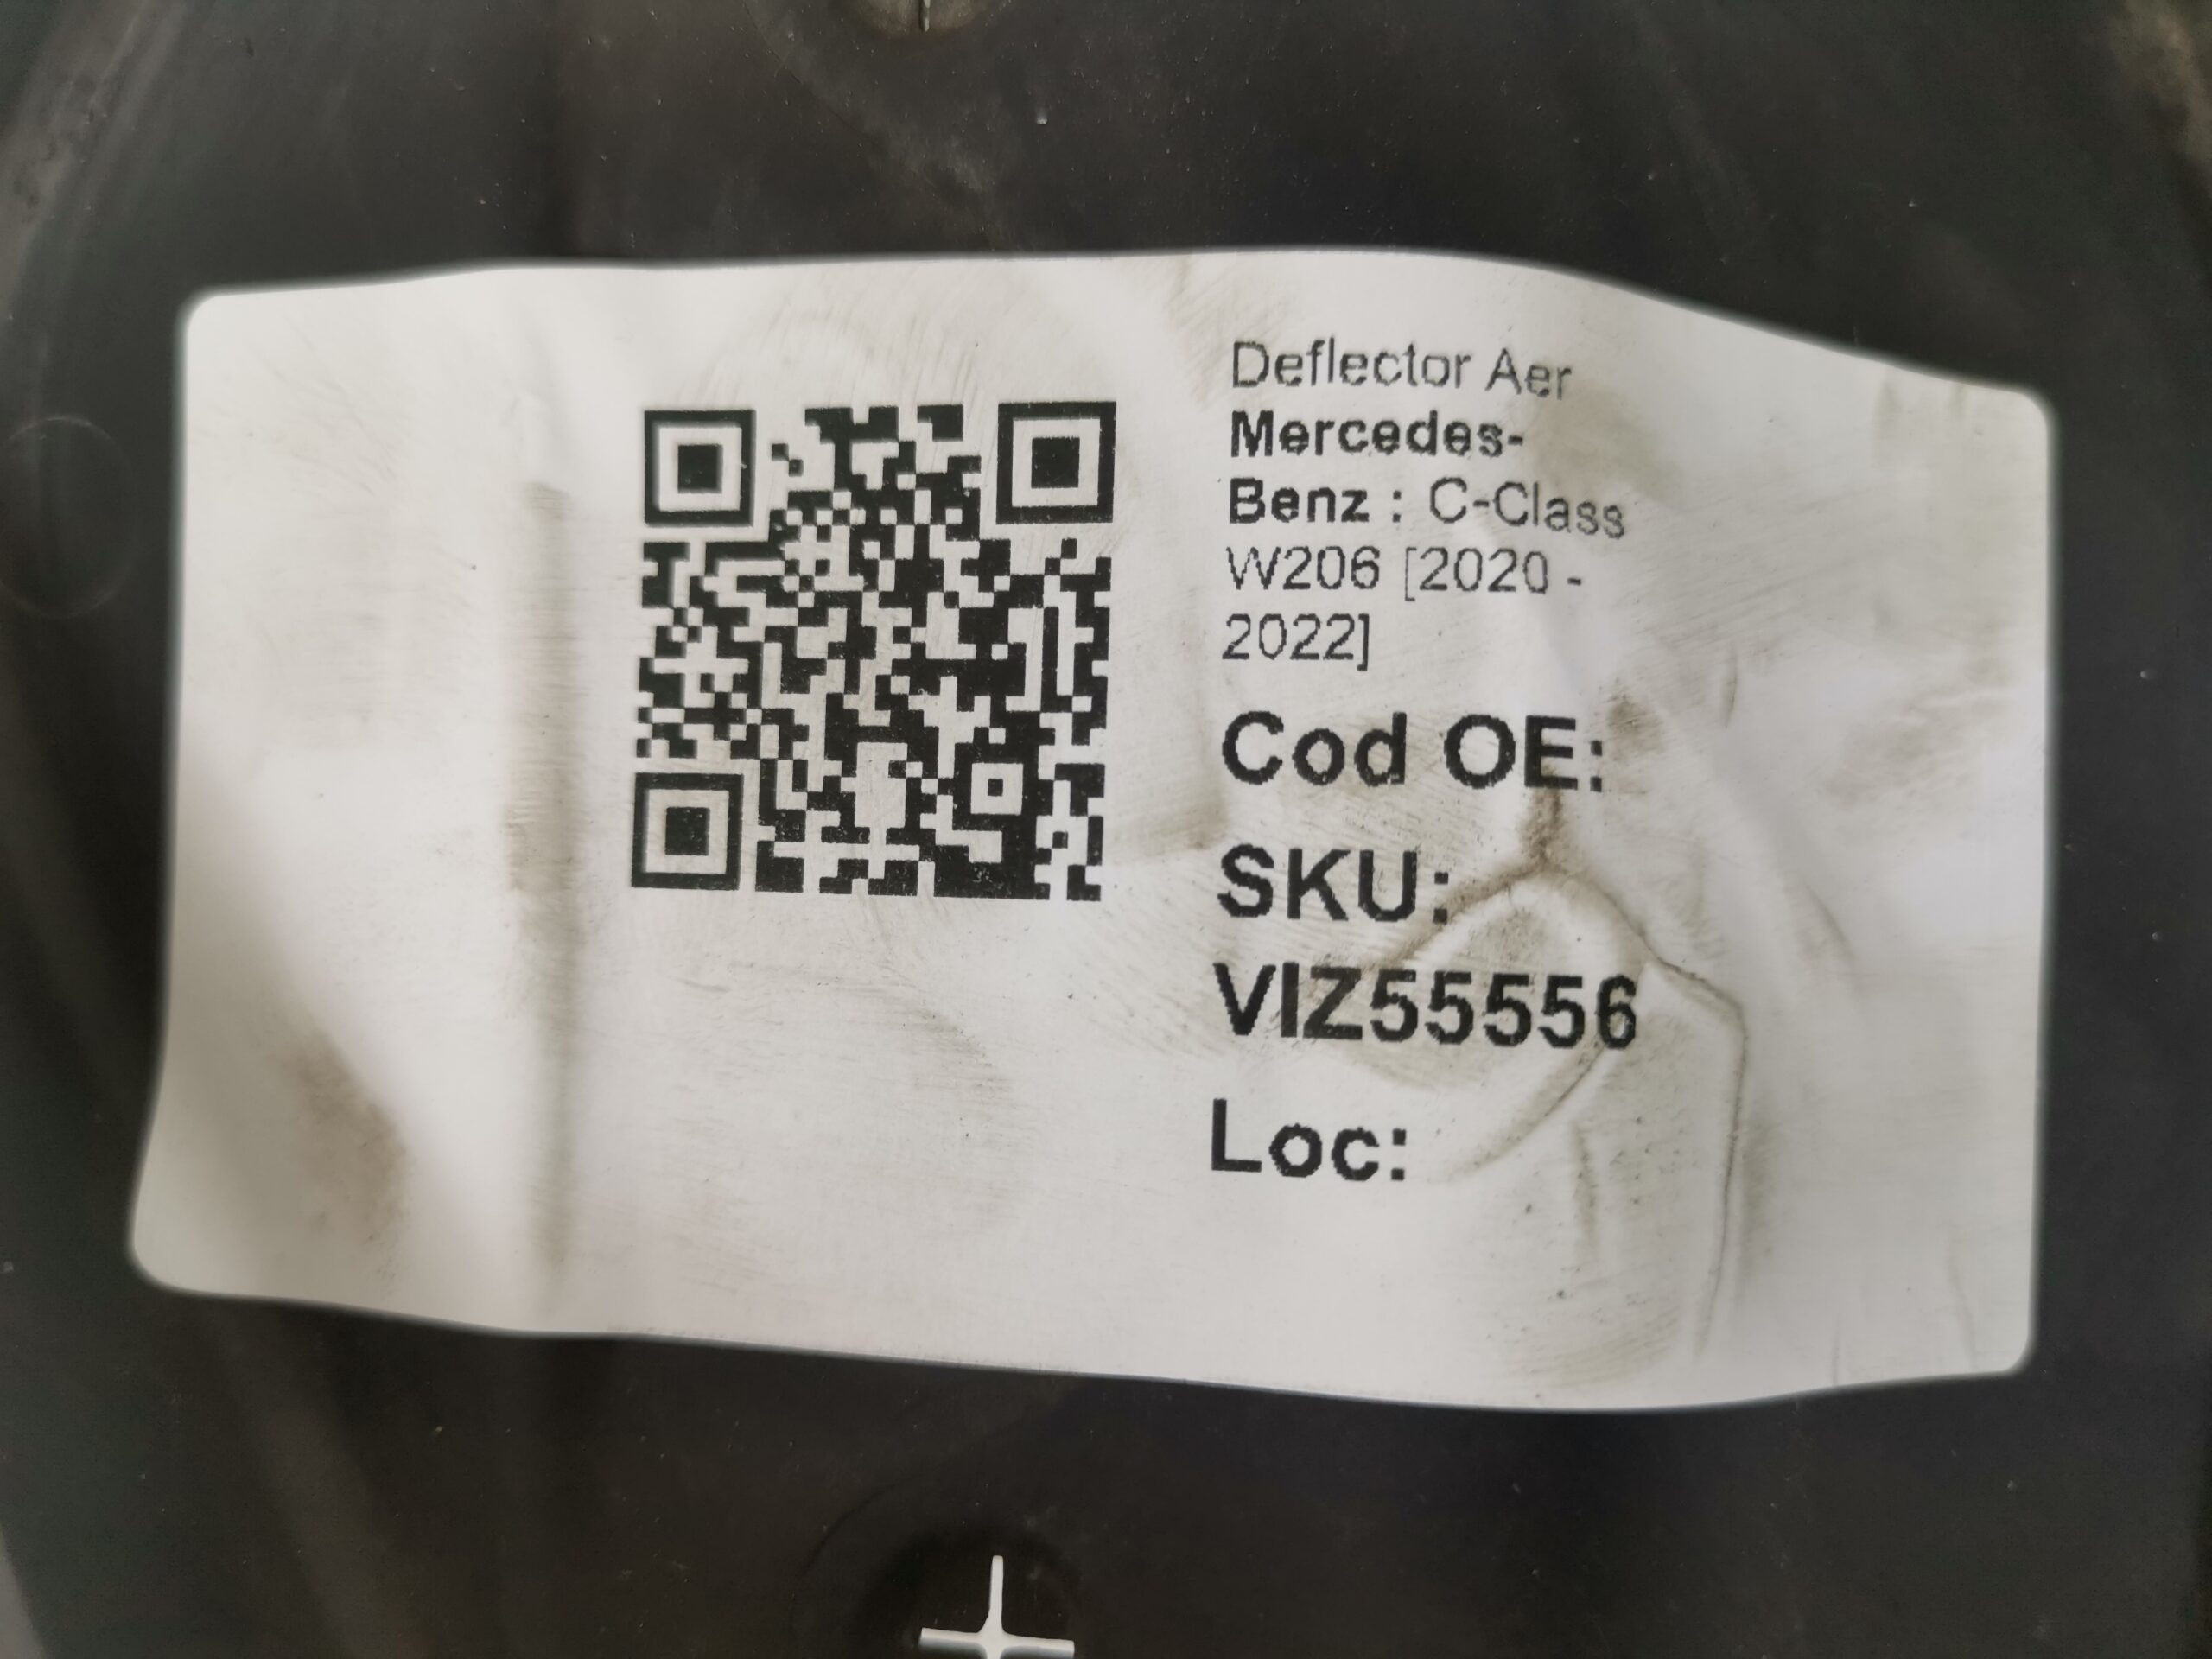 Deflector Aer
Mercedes-
Benz : C-Class
W206 [2020 -
2022]
Cod OE:
SKU:
VIZ55556
Loc: